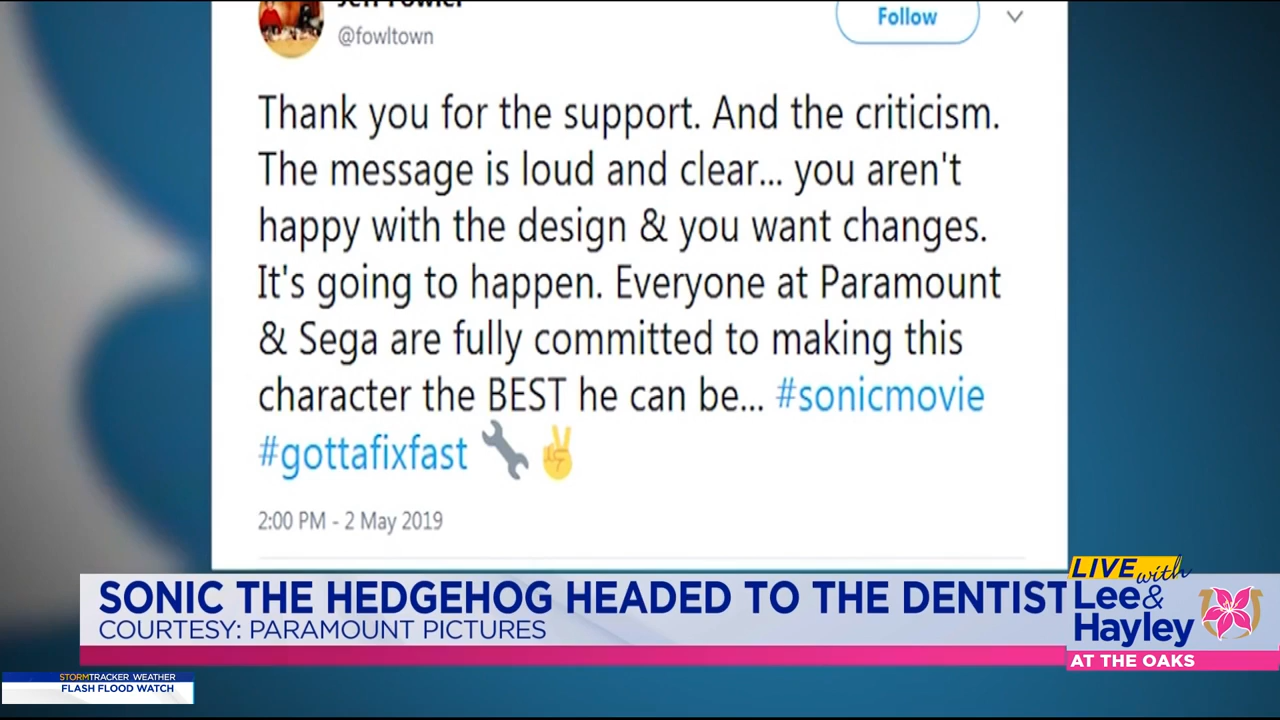 @fowltown
Follow
Thank you for the support. And the criticism.
The message is loud and clear... you aren't
happy with the design & you want changes.
It's going to happen. Everyone at Paramount
& Sega are fully committed to making this
character the BEST he can be... #sonicmovie
#gottafixfast
2:00 PM - 2 May 2019
SONIC THE HEDGEHOG HEADED TO THE DENTIST
COURTESY: PARAMOUNT PICTURES
LIVE with
Lee &
Hayley
AT THE OAKS
STORMTRACKER WEATHER
FLASH FLOOD WATCH